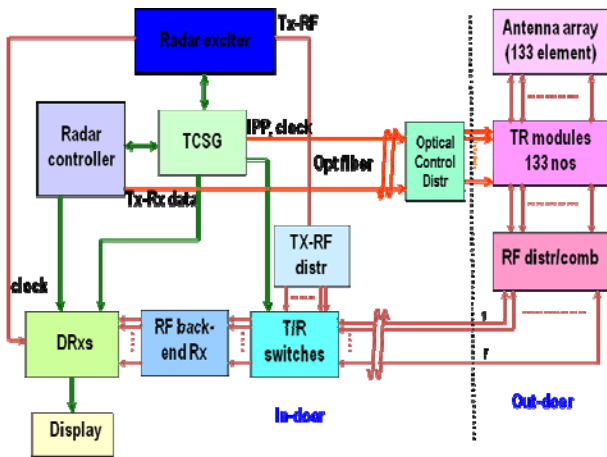 Tx-RF
Radar exciter
Antenna array
(133 element)
Radar
controller
TCSG
IPP, clock
Opt fiber
Optical
Control
Distr
TR modules
133 nos
Tx-Rx data
TX-RF
distr
RF distr/comb
clock
DRxs
RF back-
end Rx
T/R
switches
Display
In-door
Out-door